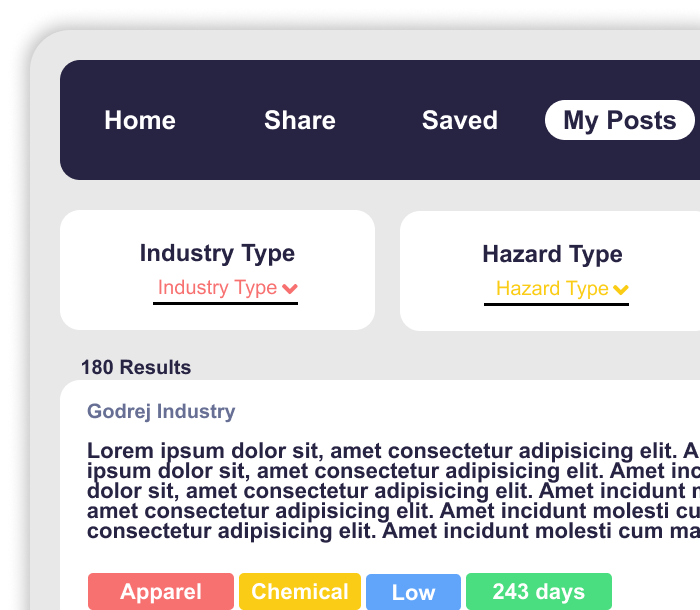 Home Share Saved My Posts
Industry Type Hazard Type
Industry Type Hazard Type
180 Results
Godrej Industry
Lorem ipsum dolor sit, amet consectetur adipisicing elit. A
ipsum dolor sit, amet consectetur adipisicing elit. Amet inc
dolor sit, amet consectetur adipisicing elit. Amet incidunt
amet consectetur adipisicing elit. Amet incidunt molesti cu
consectetur adipisicing elit. Amet incidunt molesti cum ma
Apparel Chemical Low 243 days